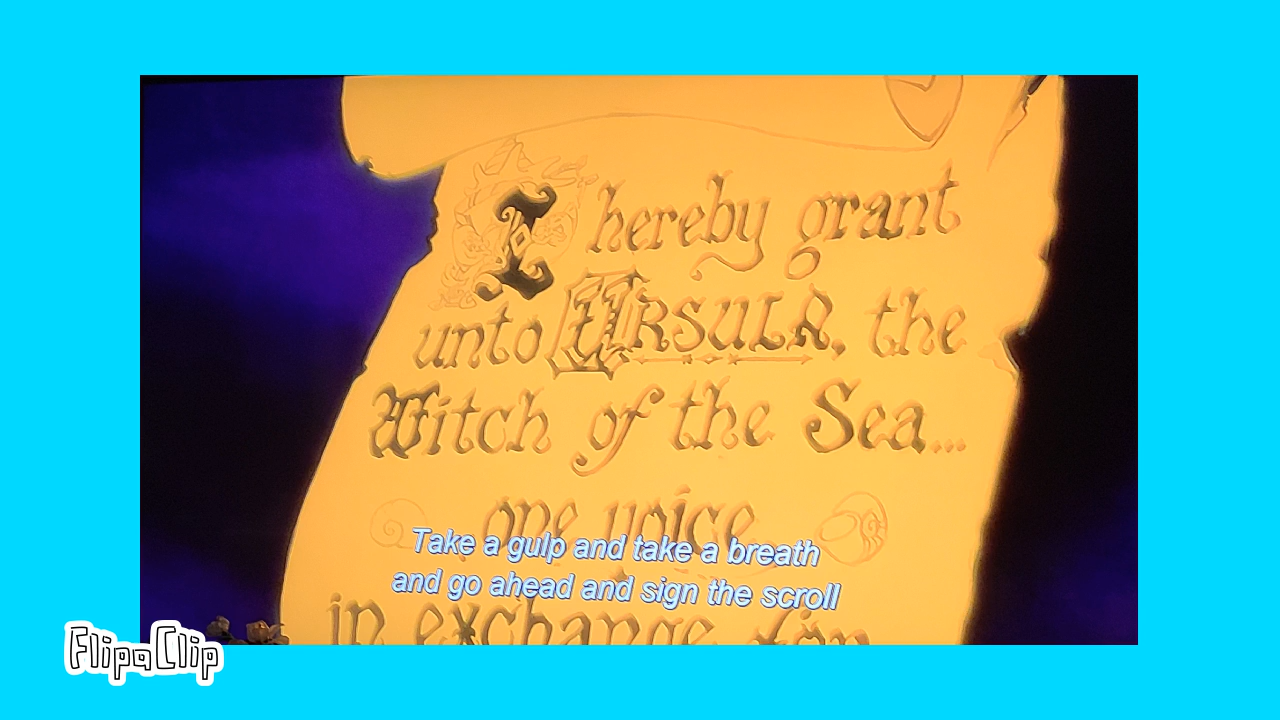 I hereby grant
unto Ursula, the
Witch of the Sea...
one voice
Take a gulp and take a breath
and go ahead and sign the scroll
in exchange for
FlipaClip